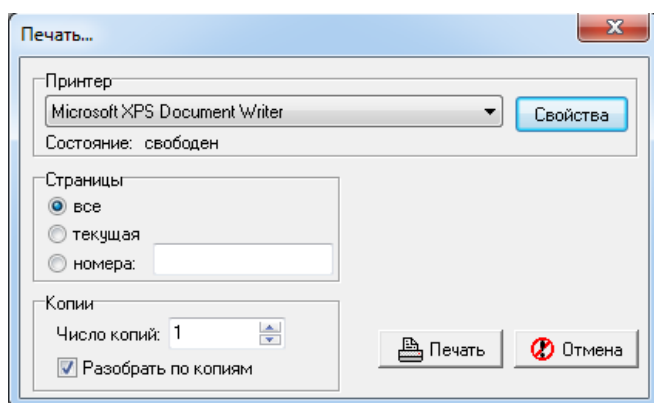 Печать...
Принтер
Microsoft XPS Document Writer
Свойства
Состояние: свободен
Страницы
все
текущая
номера:
Копии
Число копий: 1
Разобрать по копиям
Печать
Отмена